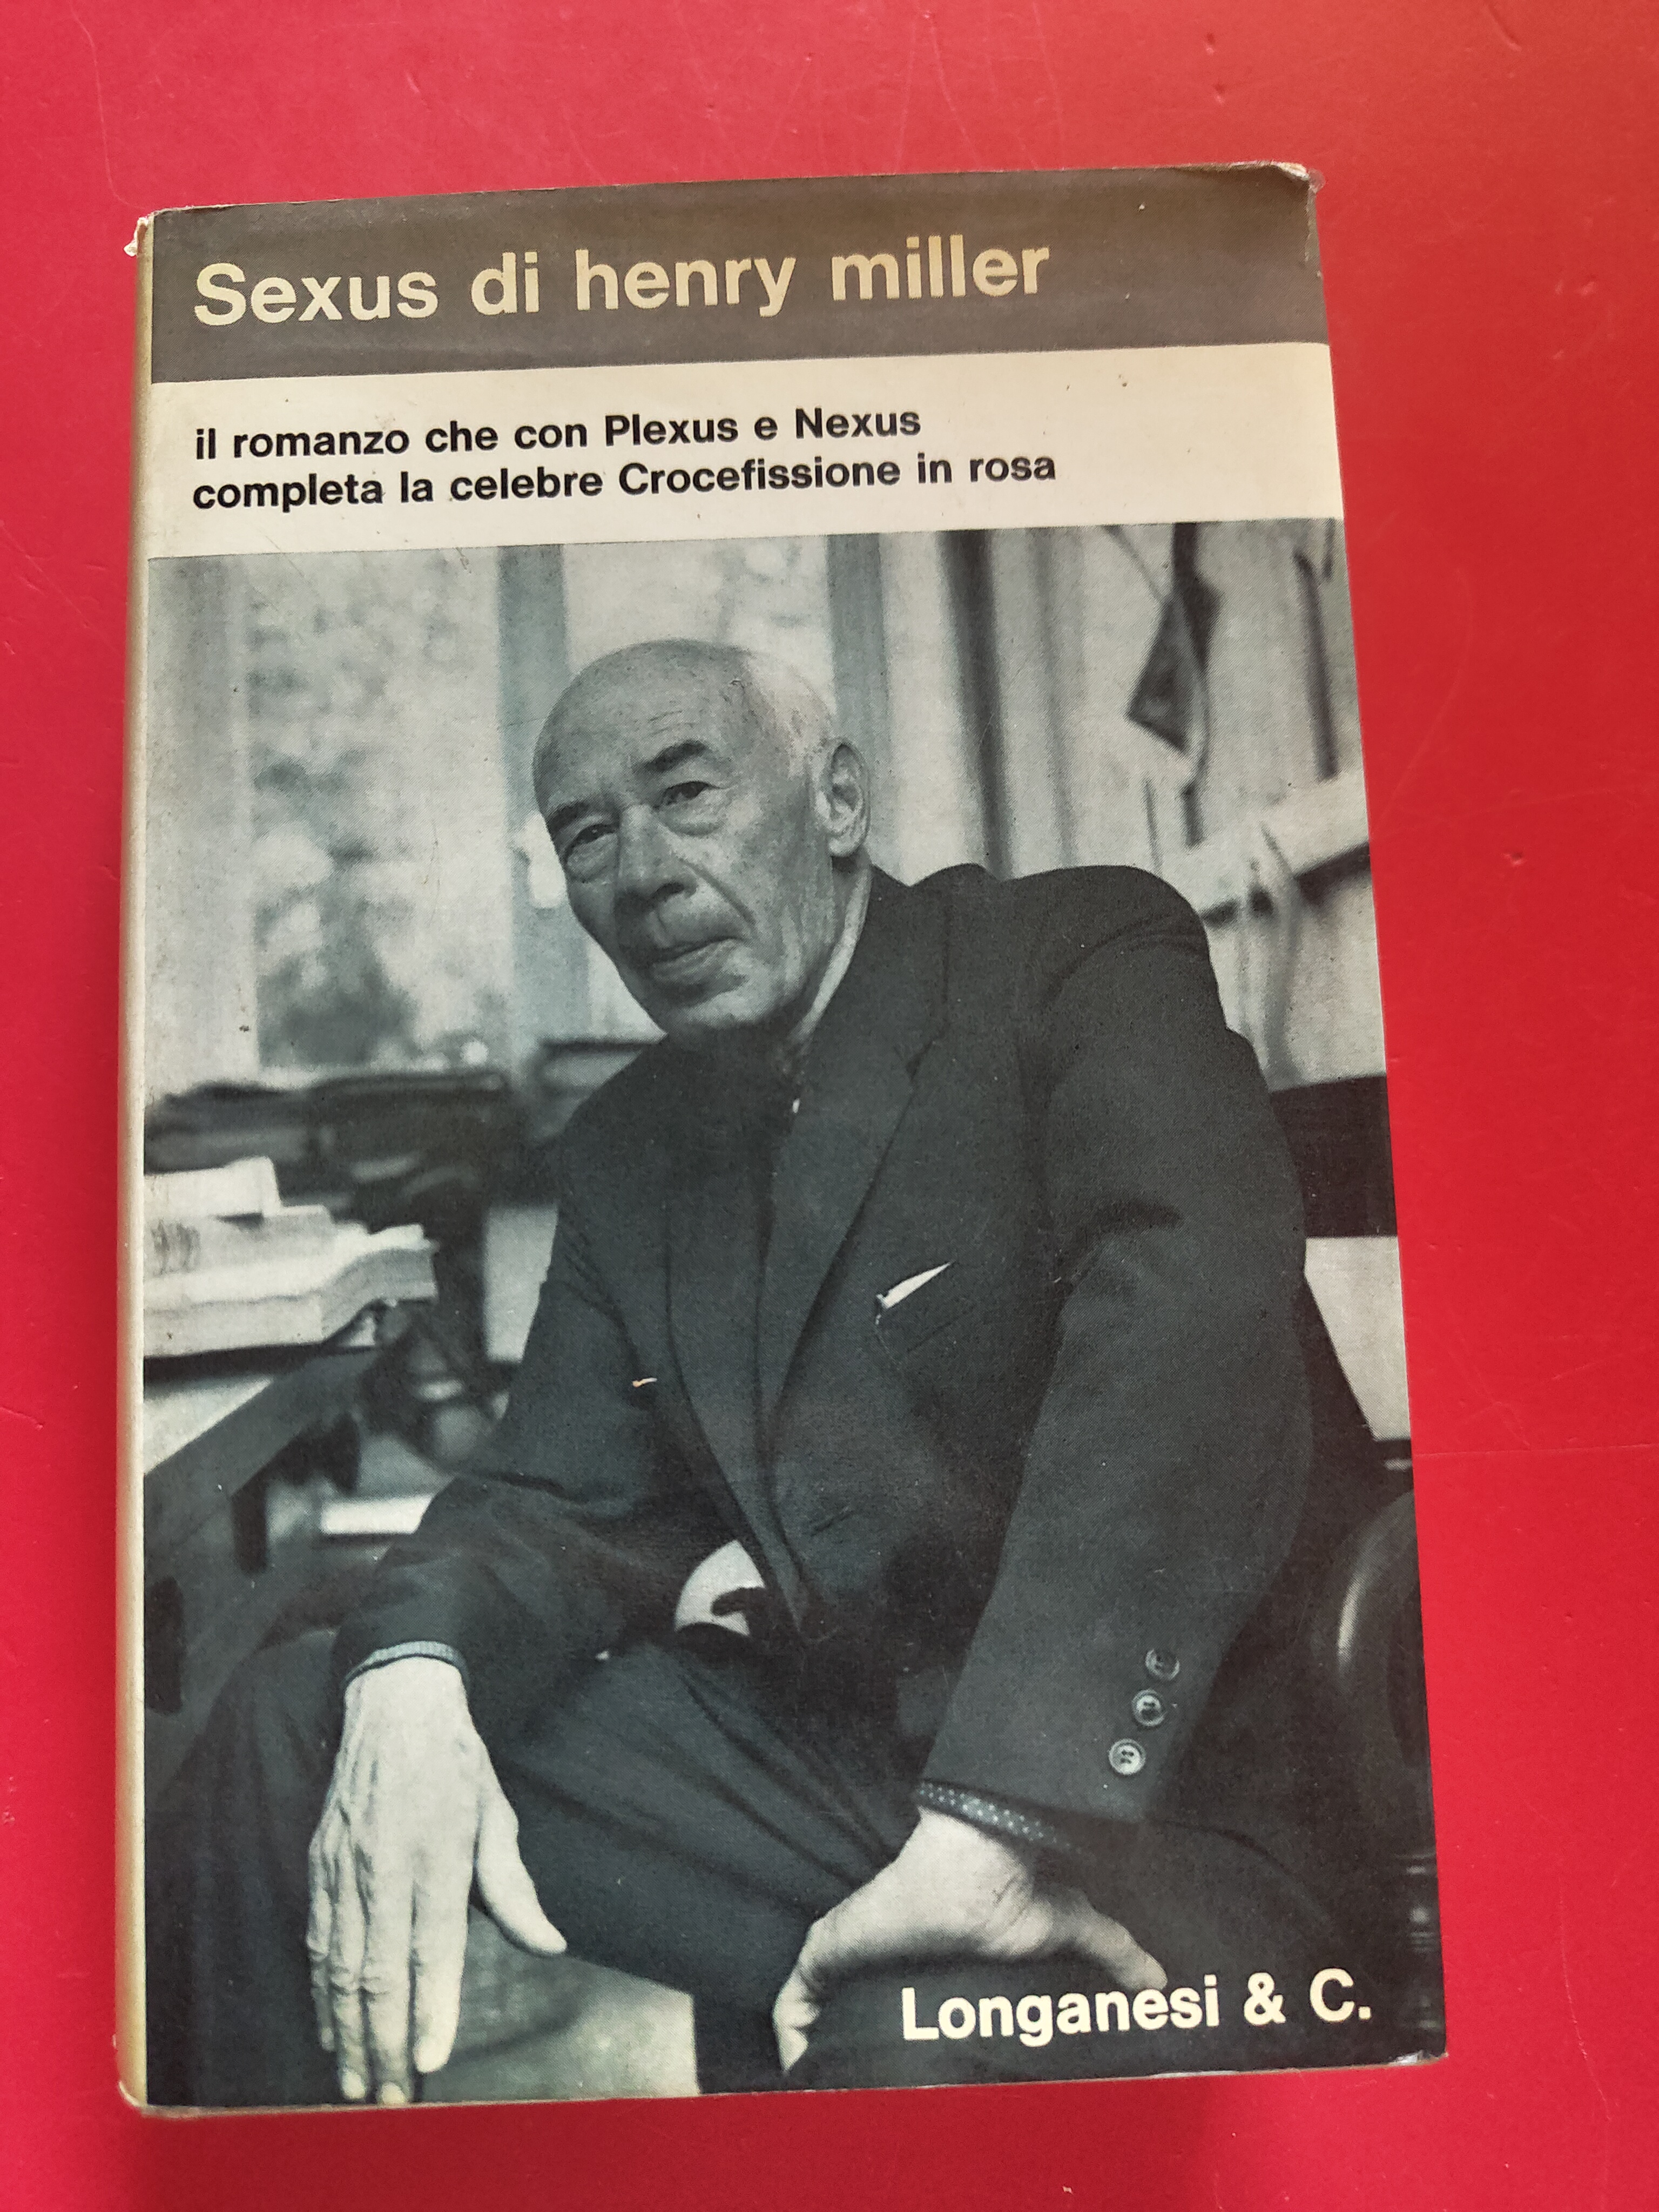 Sexus di henry miller
il romanzo che con Plexus e Nexus
completa la celebre Crocefissione in rosa
Longanesi & C.